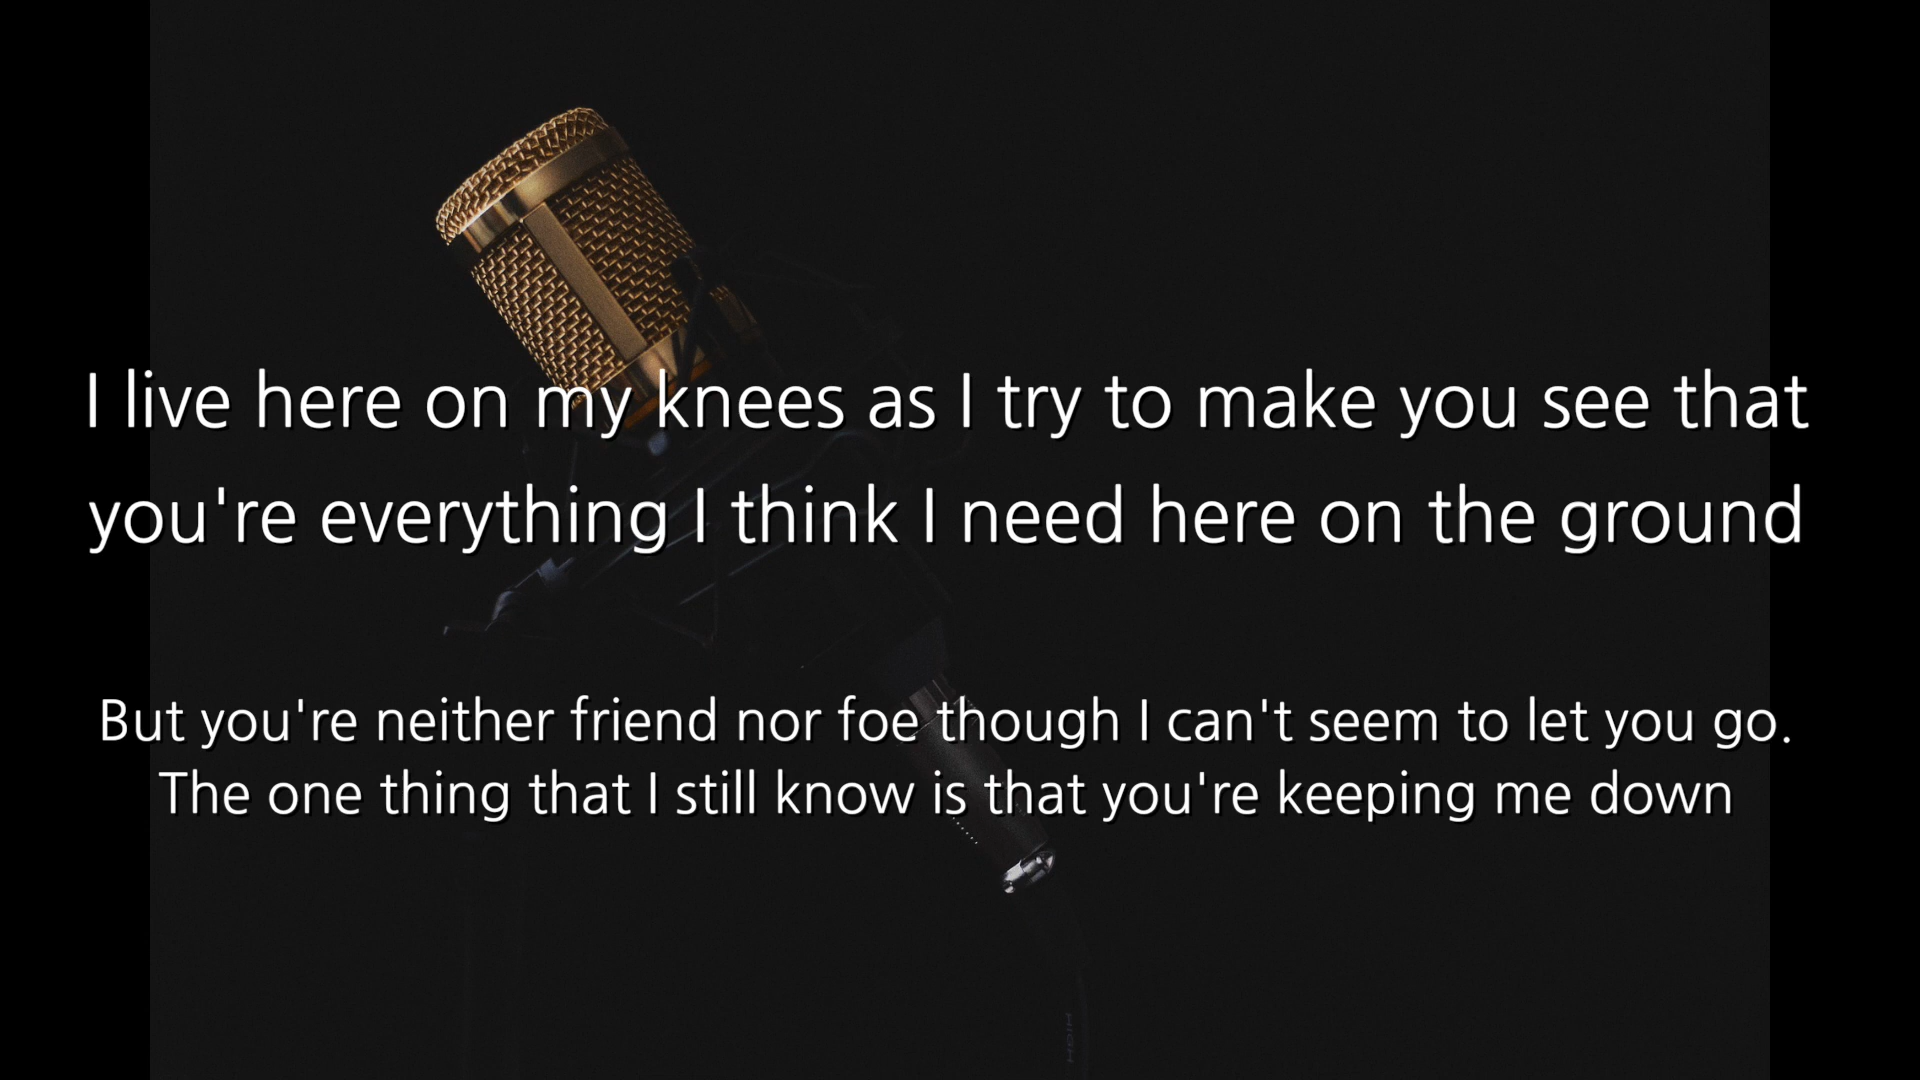 I live here on my knees as I try to make you see that
you're everything I think I need here on the ground
But you're neither friend nor foe though I can't seem to let you go.
The one thing that I still know is that you're keeping me down